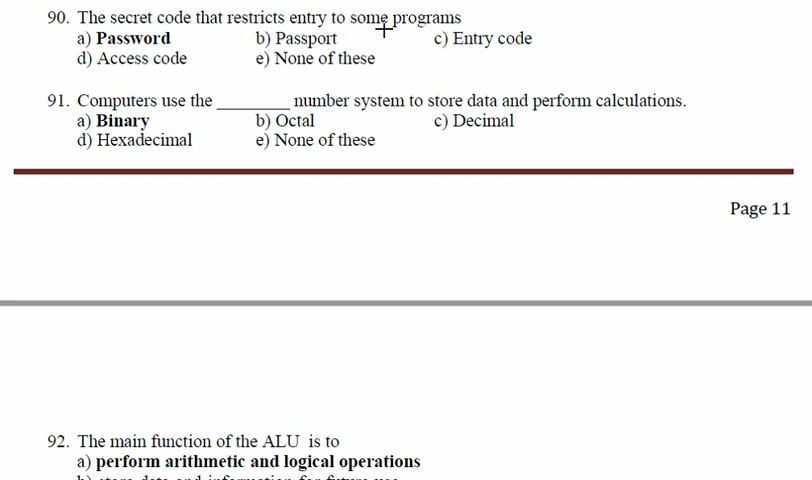 90. The secret code that restricts entry to some programs
a) Password b) Passport c) Entry code
d) Access code e) None of these
91. Computers use the ________ number system to store data and perform calculations.
a) Binary b) Octal c) Decimal
d) Hexadecimal e) None of these
Page 11
92. The main function of the ALU is to
a) perform arithmetic and logical operations